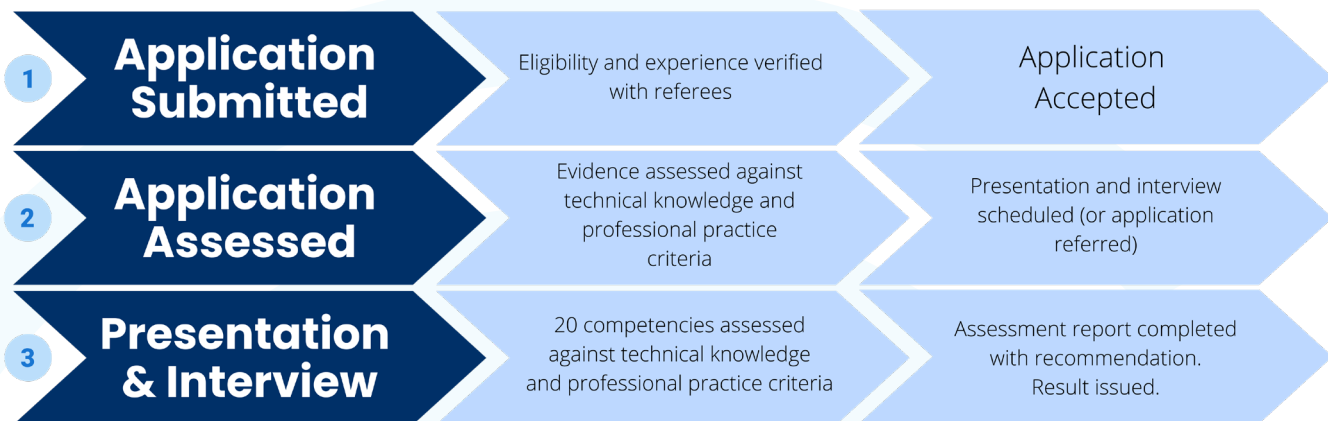 1
Application
Submitted
Eligibility and experience verified
with referees
Application
Accepted
2
Application
Assessed
Evidence assessed against
technical knowledge and
professional practice
criteria
Presentation and interview
scheduled (or application
referred)
3
Presentation
& Interview
20 competencies assessed
against technical knowledge
and professional practice criteria
Assessment report completed
with recommendation.
Result issued.